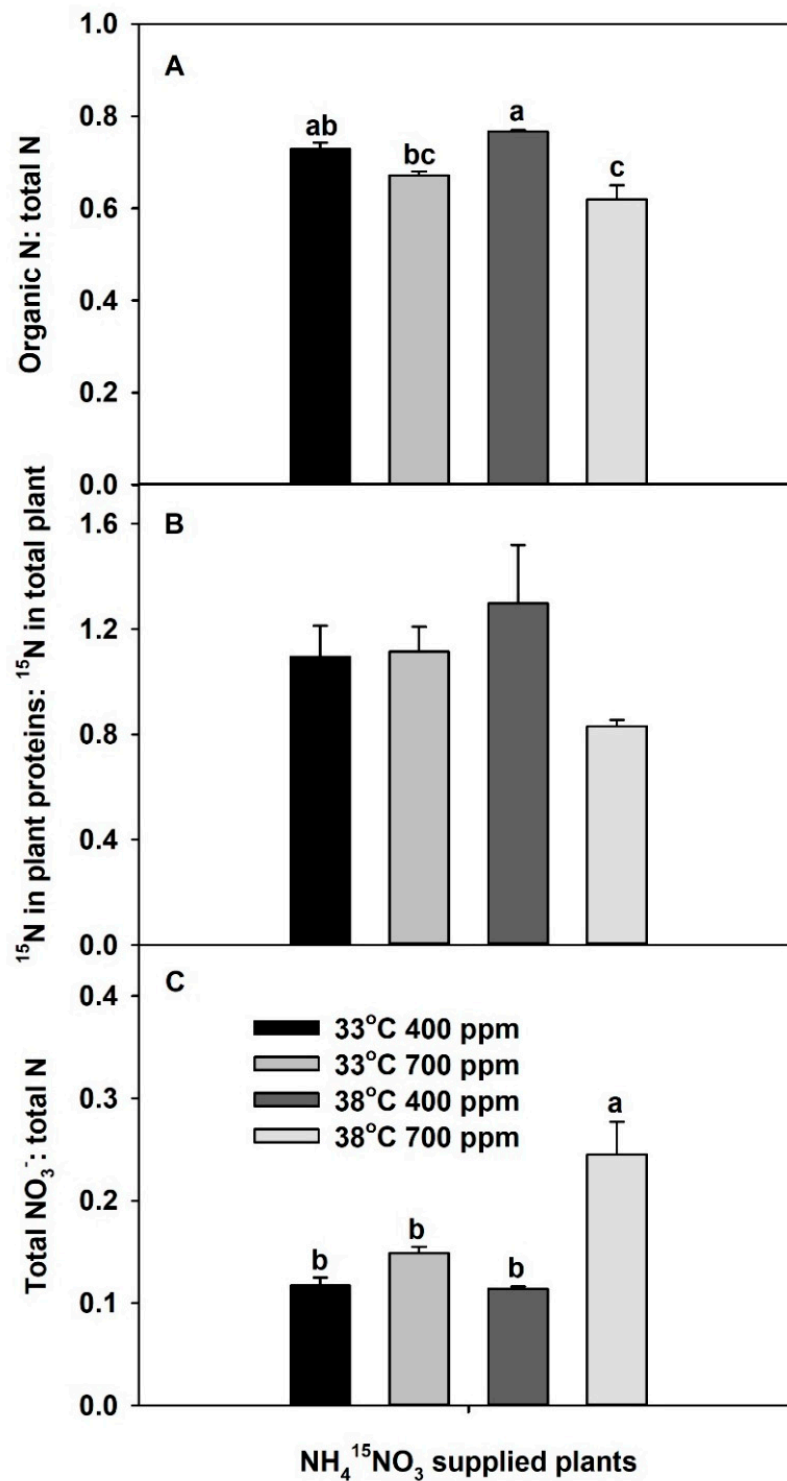 A
Organic N: total N
1.0
0.8
0.6
0.4
0.2
0.0
ab
bc
a
c
B
¹⁵N in plant proteins: ¹⁵N in total plant
1.6
1.2
0.8
0.4
0.0
C
Total NO₃⁻: total N
0.4
0.3
0.2
0.1
0.0
33°C 400 ppm
33°C 700 ppm
38°C 400 ppm
38°C 700 ppm
b
b
b
a
NH₄¹⁵NO₃ supplied plants